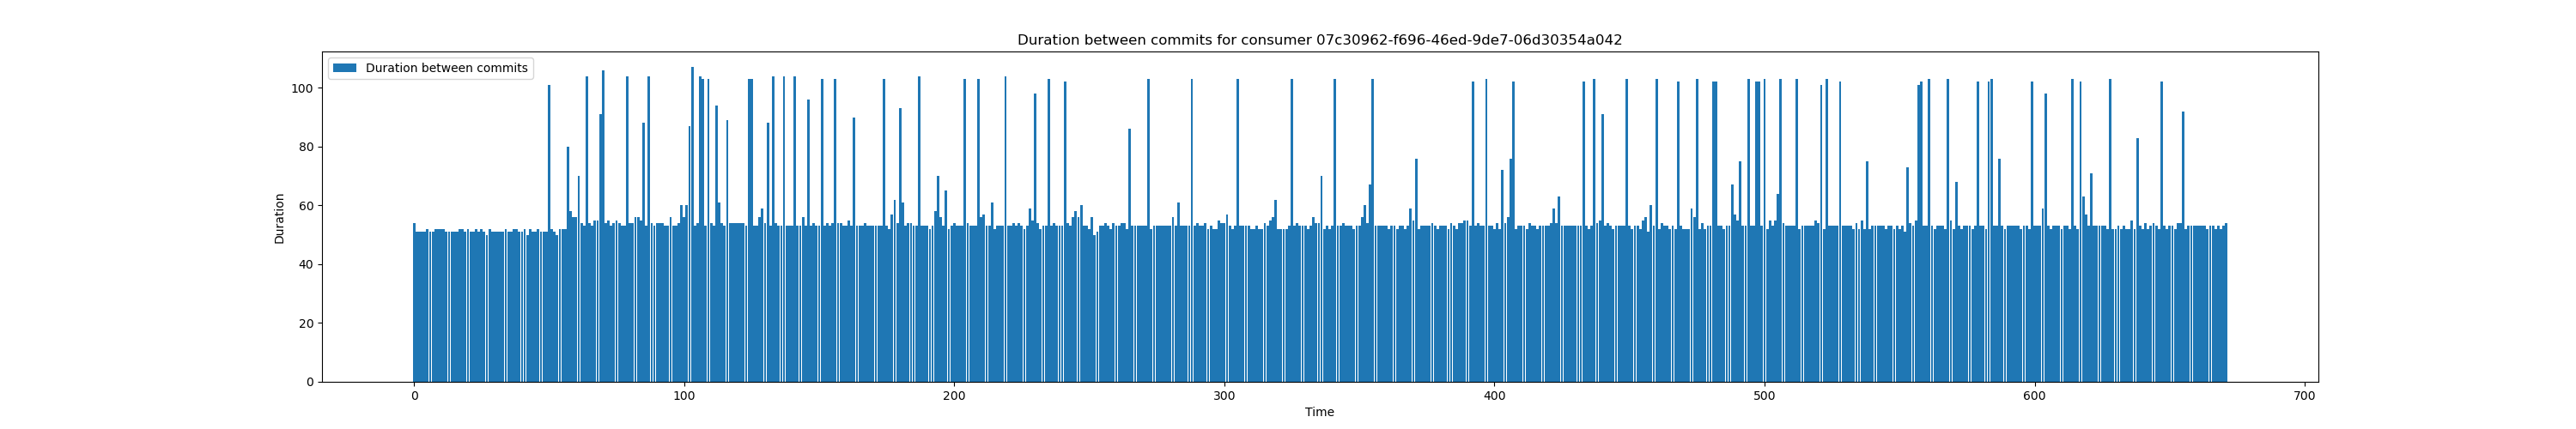 Duration between commits for consumer 07c30962-f696-46ed-9de7-06d30354a042
Duration between commits
100
80
60
40
20
0
Duration
0 100 200 300 400 500 600 700
Time